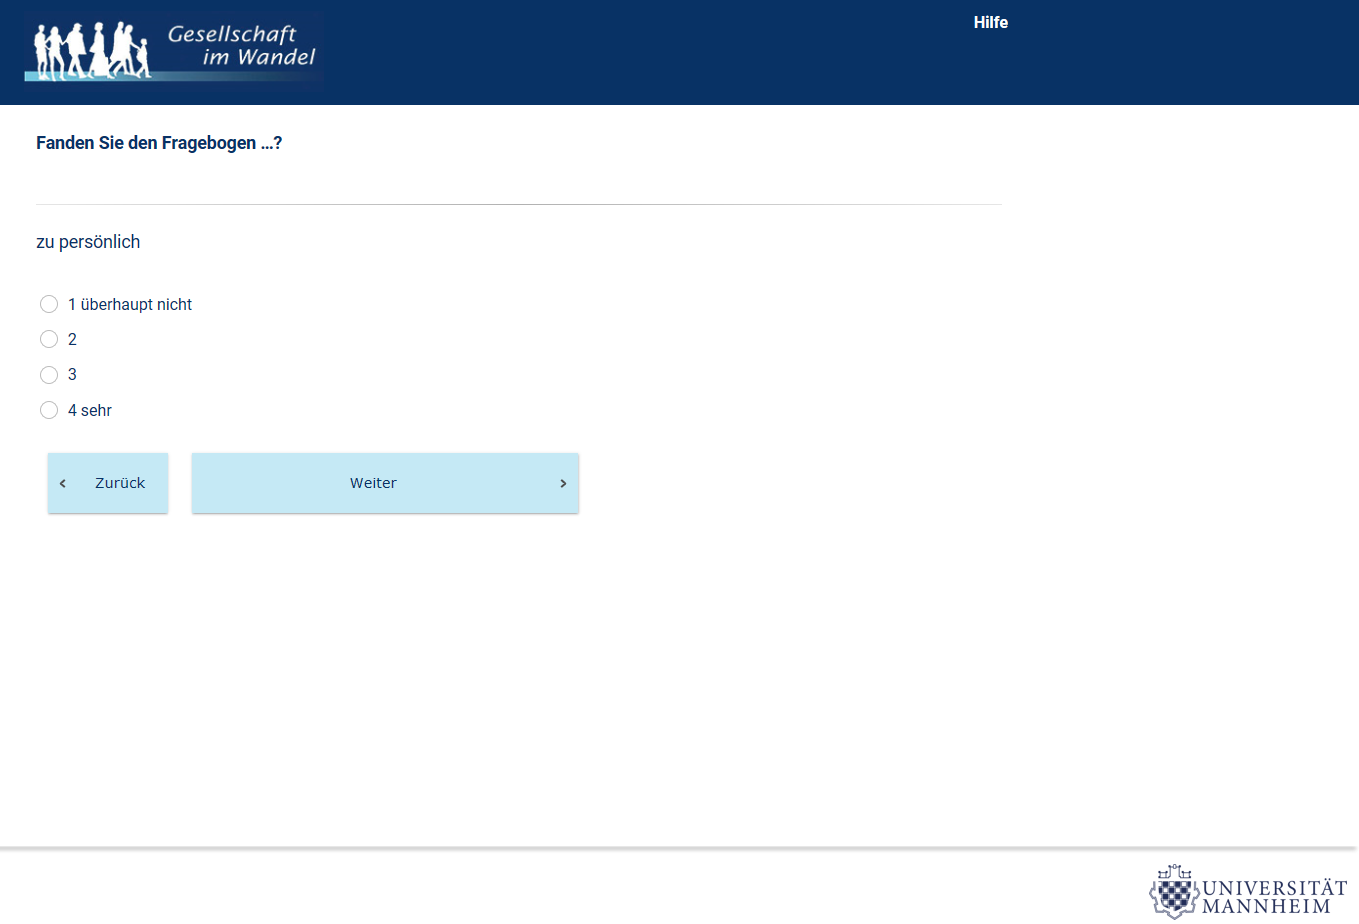 Gesellschaft
im Wandel
Hilfe
Fanden Sie den Fragebogen ...?
zu persönlich
1 überhaupt nicht
2
3
4 sehr
Zurück
Weiter
UNIVERSITÄT
MANNHEIM